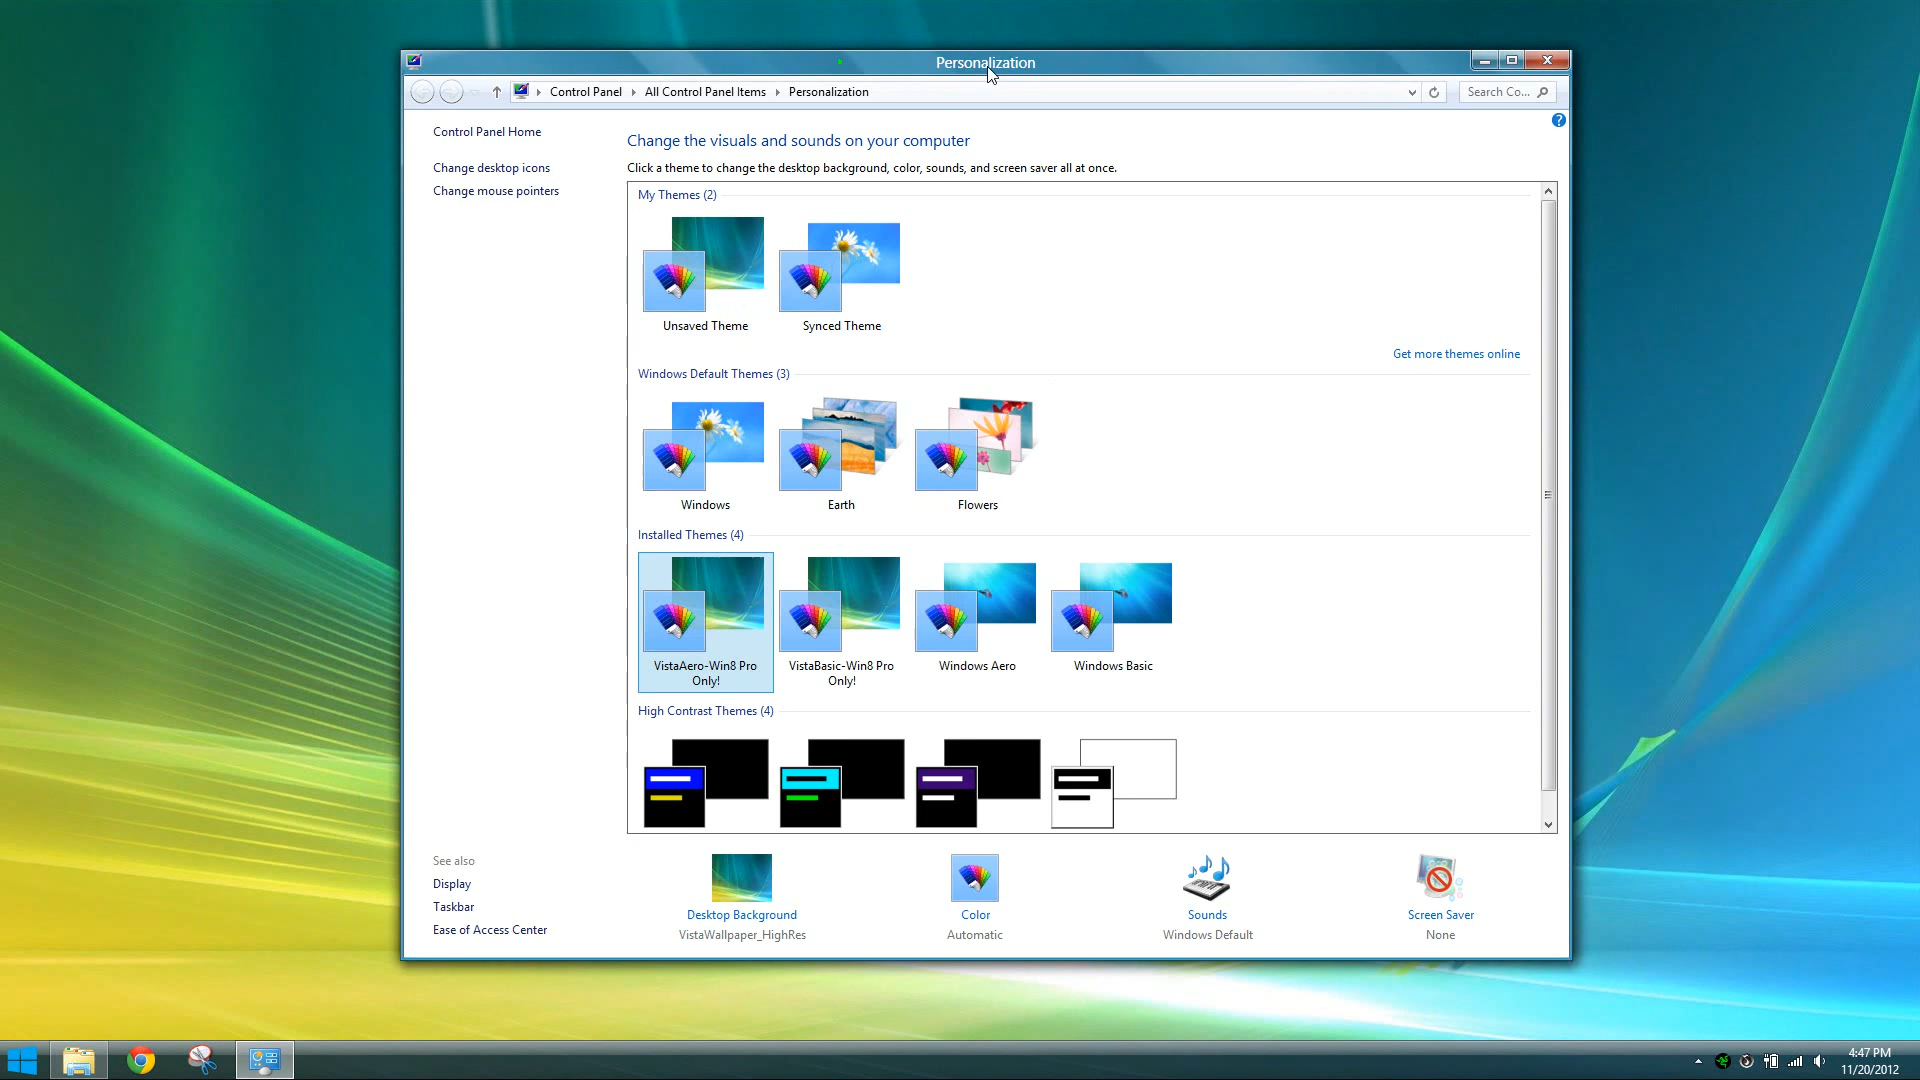 Personalization
Control Panel
All Control Panel Items
Personalization
Search Co...
Control Panel Home
Change desktop icons
Change mouse pointers
Change the visuals and sounds on your computer
Click a theme to change the desktop background, color, sounds, and screen saver all at once.
My Themes (2)
Unsaved Theme
Synced Theme
Get more themes online
Windows Default Themes (3)
Windows
Earth
Flowers
Installed Themes (4)
VistaAero-Win8 Pro Only!
VistaBasic-Win8 Pro Only!
Windows Aero
Windows Basic
High Contrast Themes (4)
See also
Display
Taskbar
Ease of Access Center
Desktop Background
VistaWallpaper_HighRes
Color
Automatic
Sounds
Windows Default
Screen Saver
None
4:47 PM
11/20/2012